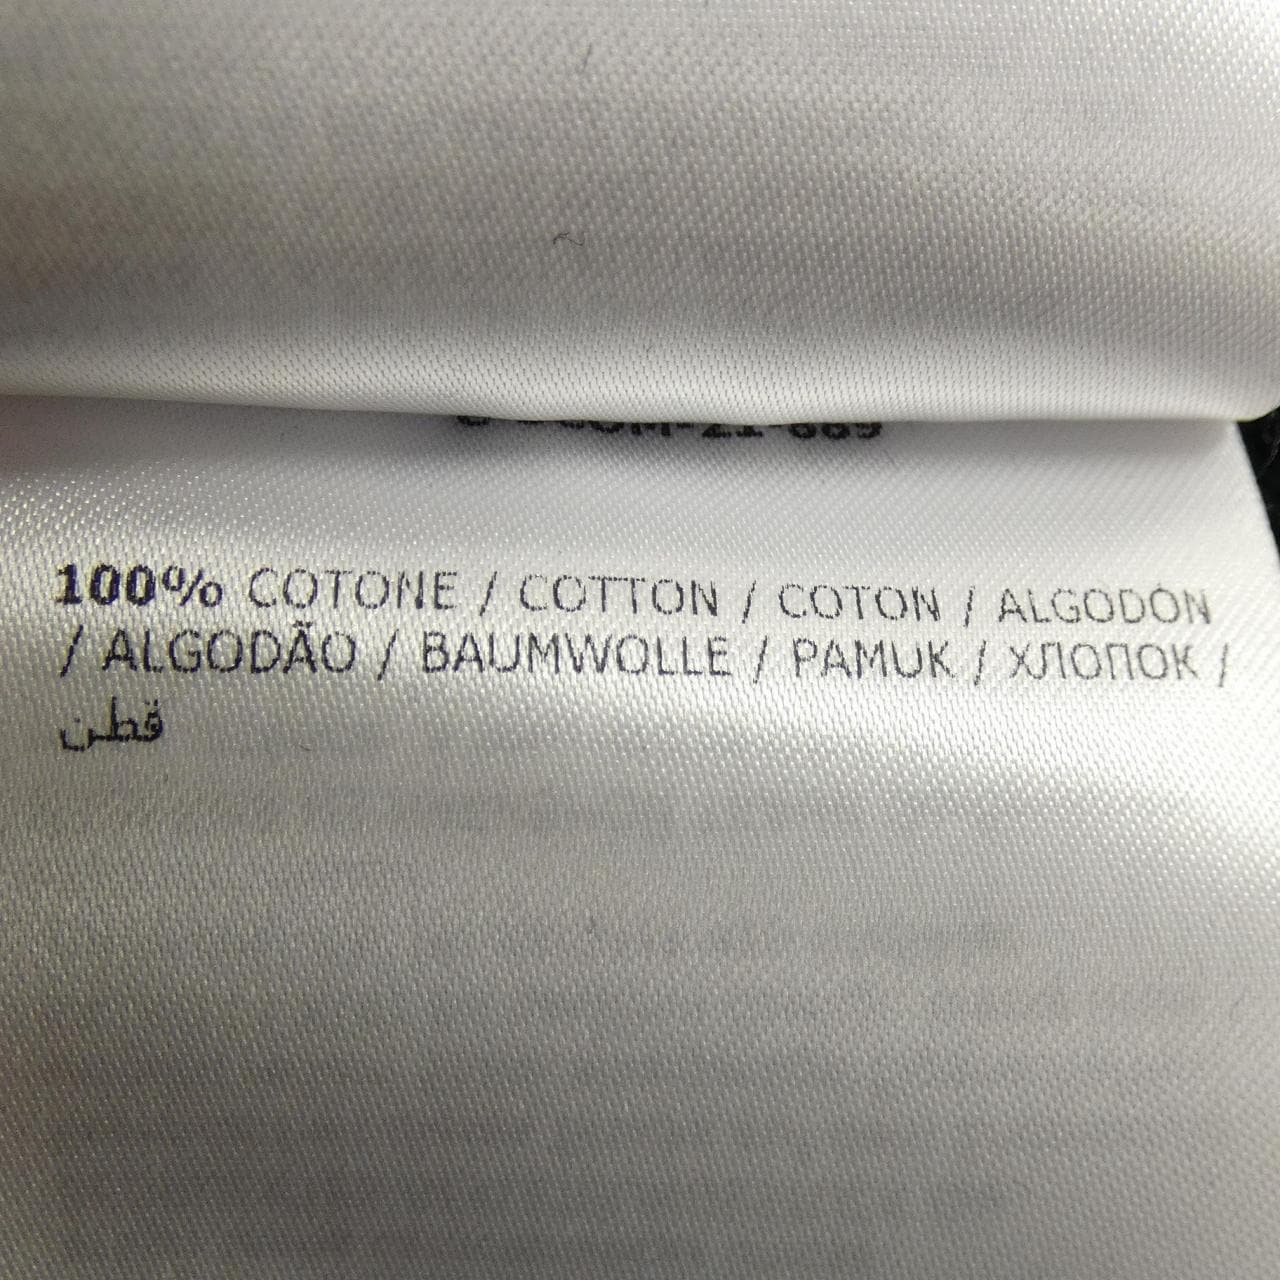 100% COTONE / COTTON / COTON / ALGODÓN
/ ALGODÃO / BAUMWOLLE / PAMUK / ХЛОПОК /
قطن